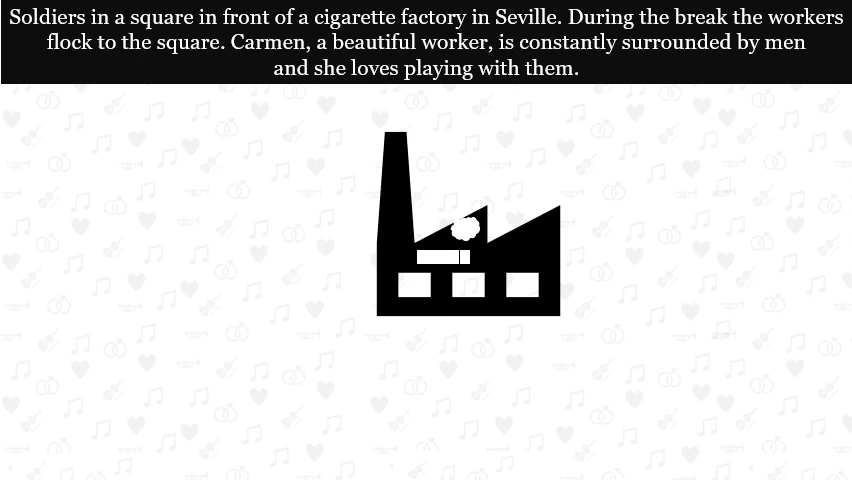 Soldiers in a square in front of a cigarette factory in Seville. During the break the workers
flock to the square. Carmen, a beautiful worker, is constantly surrounded by men
and she loves playing with them.